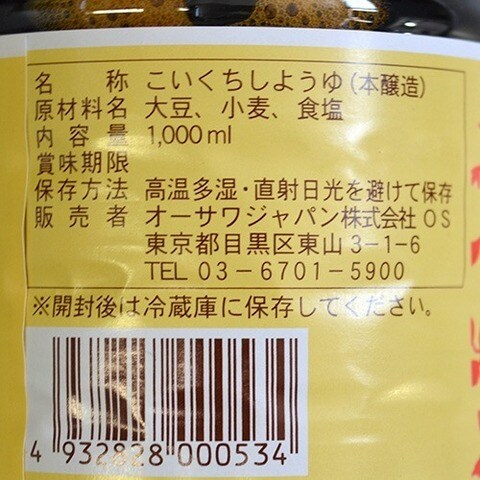 名称 こいくちしょうゆ(本醸造)
原材料名 大豆、小麦、食塩
内容量 1,000ml
賞味期限
保存方法 高温多湿・直射日光を避けて保存
販売者 オーサワジャパン株式会社 OS
東京都目黒区東山3-1-6
TEL 03-6701-5900
※開封後は冷蔵庫に保存してください。
4 932828 000534